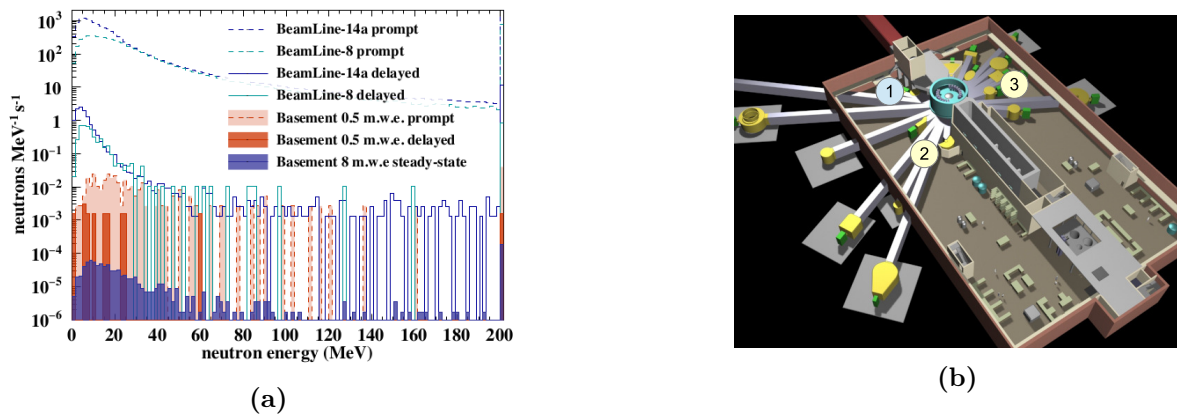 10³
10²
10
1
10⁻¹
10⁻²
10⁻³
10⁻⁴
10⁻⁵
10⁻⁶
neutrons MeV⁻¹ s⁻¹
BeamLine-14a prompt
BeamLine-8 prompt
BeamLine-14a delayed
BeamLine-8 delayed
Basement 0.5 m.w.e. prompt
Basement 0.5 m.w.e. delayed
Basement 8 m.w.e steady-state
0 20 40 60 80 100 120 140 160 180 200
neutron energy (MeV)
(a)
1
2
3
(b)